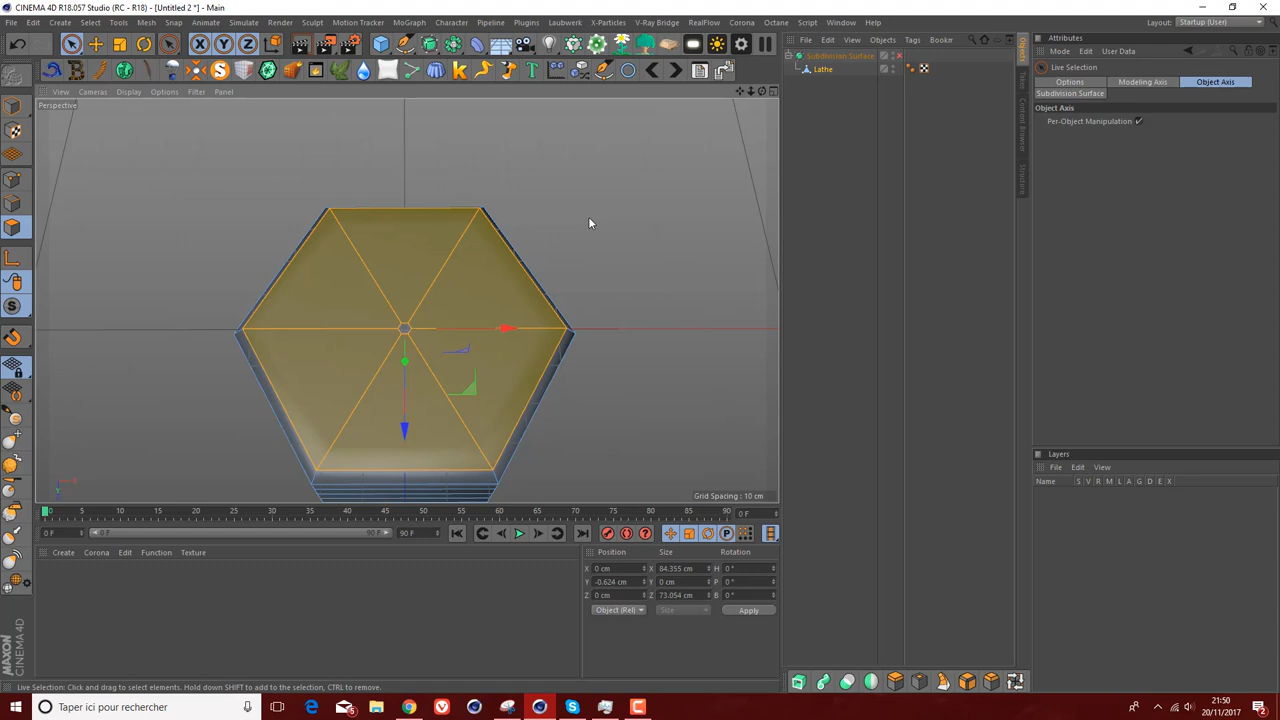 CINEMA 4D R18.057 Studio (RC - R18) - [Untitled 2 *] - Main
File Edit Create Select Tools Mesh Snap Animate Simulate Render Sculpt Motion Tracker MoGraph Character Pipeline Plugins Laubwerk X-Particles V-Ray Bridge RealFlow Corona Octane Script Window Help
Layout: Startup (User)
X Y Z
View Cameras Display Options Filter Panel
Perspective
Grid Spacing : 10 cm
0 5 10 15 20 25 30 35 40 45 50 55 60 65 70 75 80 85 90 0 F
0 F 0 F 90 F 90 F
Create Corona Edit Function Texture
Position Size Rotation
X 0 cm X 84.355 cm H 0 °
Y -0.624 cm Y 0 cm P 0 °
Z 0 cm Z 73.054 cm B 0 °
Object (Rel) Size Apply
MAXON CINEMA 4D
Live Selection: Click and drag to select elements. Hold down SHIFT to add to the selection, CTRL to remove.
File Edit View Objects Tags Bookm
Subdivision Surface
Lathe
Objects
Takes
Content Browser
Structure
Attributes
Mode Edit User Data
Live Selection
Options Modeling Axis Object Axis
Subdivision Surface
Object Axis
Per-Object Manipulation
Layers
File Edit View
Name S V R M L A G D E X
Taper ici pour rechercher
21:50
20/11/2017